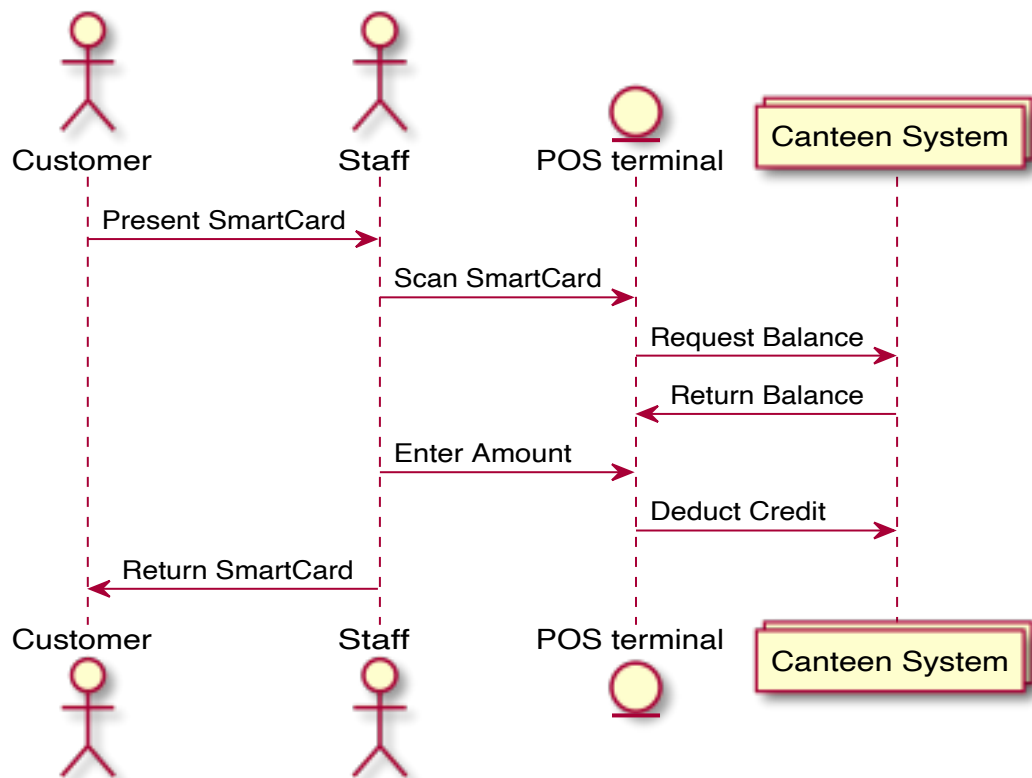 Customer
Staff
POS terminal
Canteen System
Present SmartCard
Scan SmartCard
Request Balance
Return Balance
Enter Amount
Deduct Credit
Return SmartCard
Customer
Staff
POS terminal
Canteen System